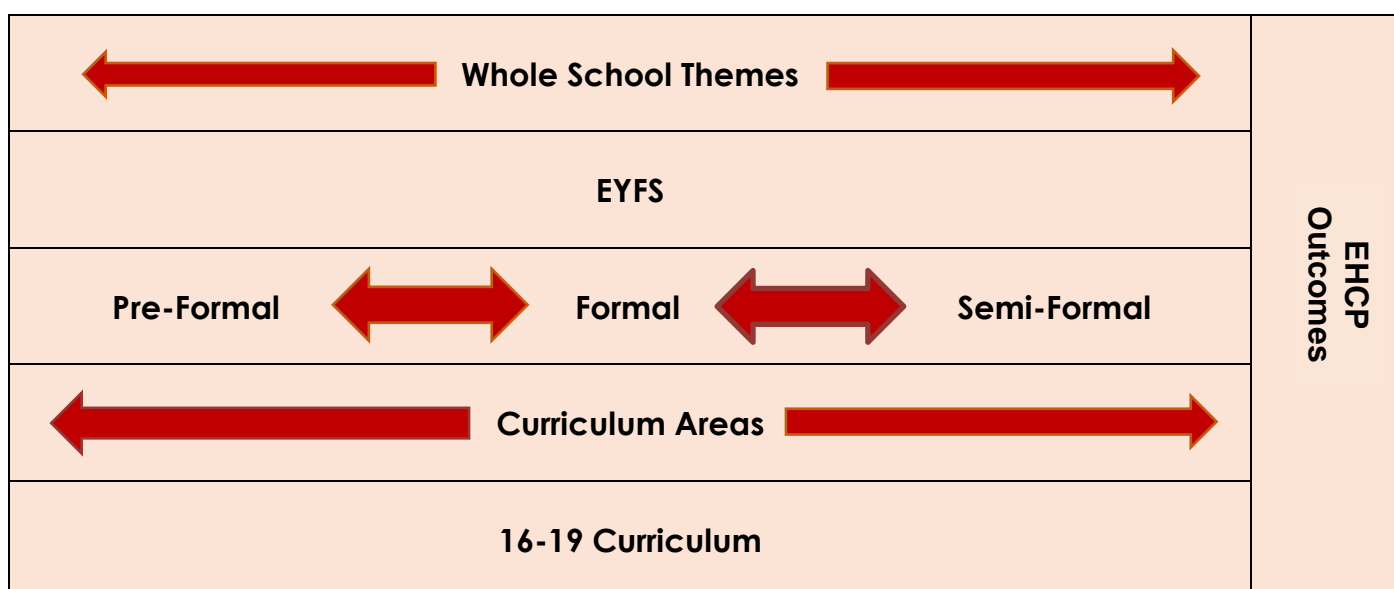 Whole School Themes
EYFS
Pre-Formal Formal Semi-Formal
Curriculum Areas
16-19 Curriculum
EHCP
Outcomes